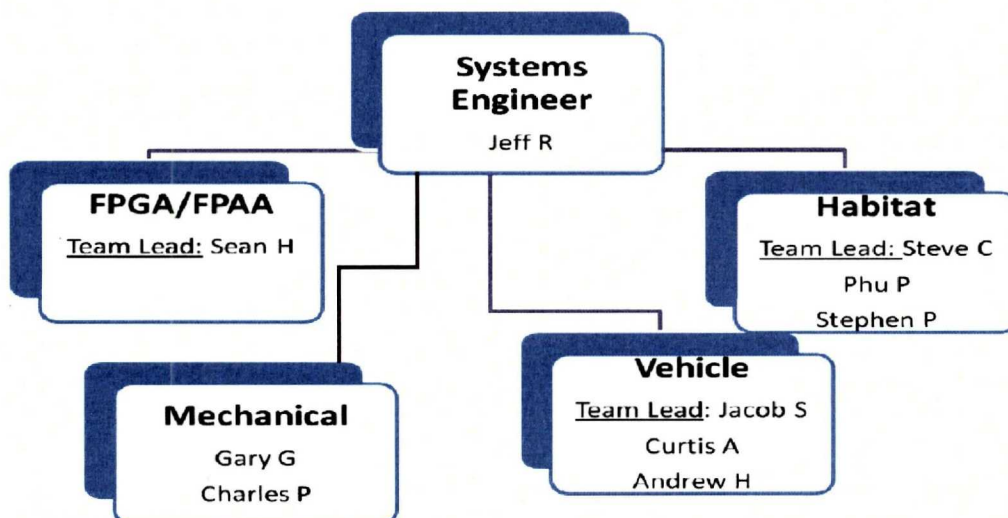 Systems
Engineer
Jeff R
FPGA/FPAA
Team Lead: Sean H
Habitat
Team Lead: Steve C
Phu P
Stephen P
Mechanical
Gary G
Charles P
Vehicle
Team Lead: Jacob S
Curtis A
Andrew H